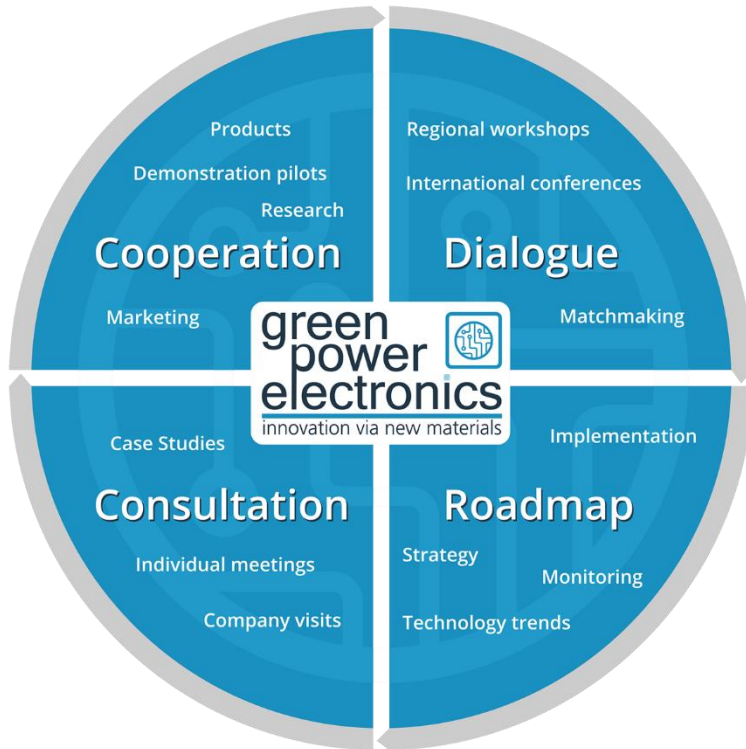 Products
Demonstration pilots
Research
Cooperation
Marketing
Regional workshops
International conferences
Dialogue
Matchmaking
green
power
electronics
innovation via new materials
Case Studies
Consultation
Individual meetings
Company visits
Implementation
Roadmap
Strategy
Monitoring
Technology trends